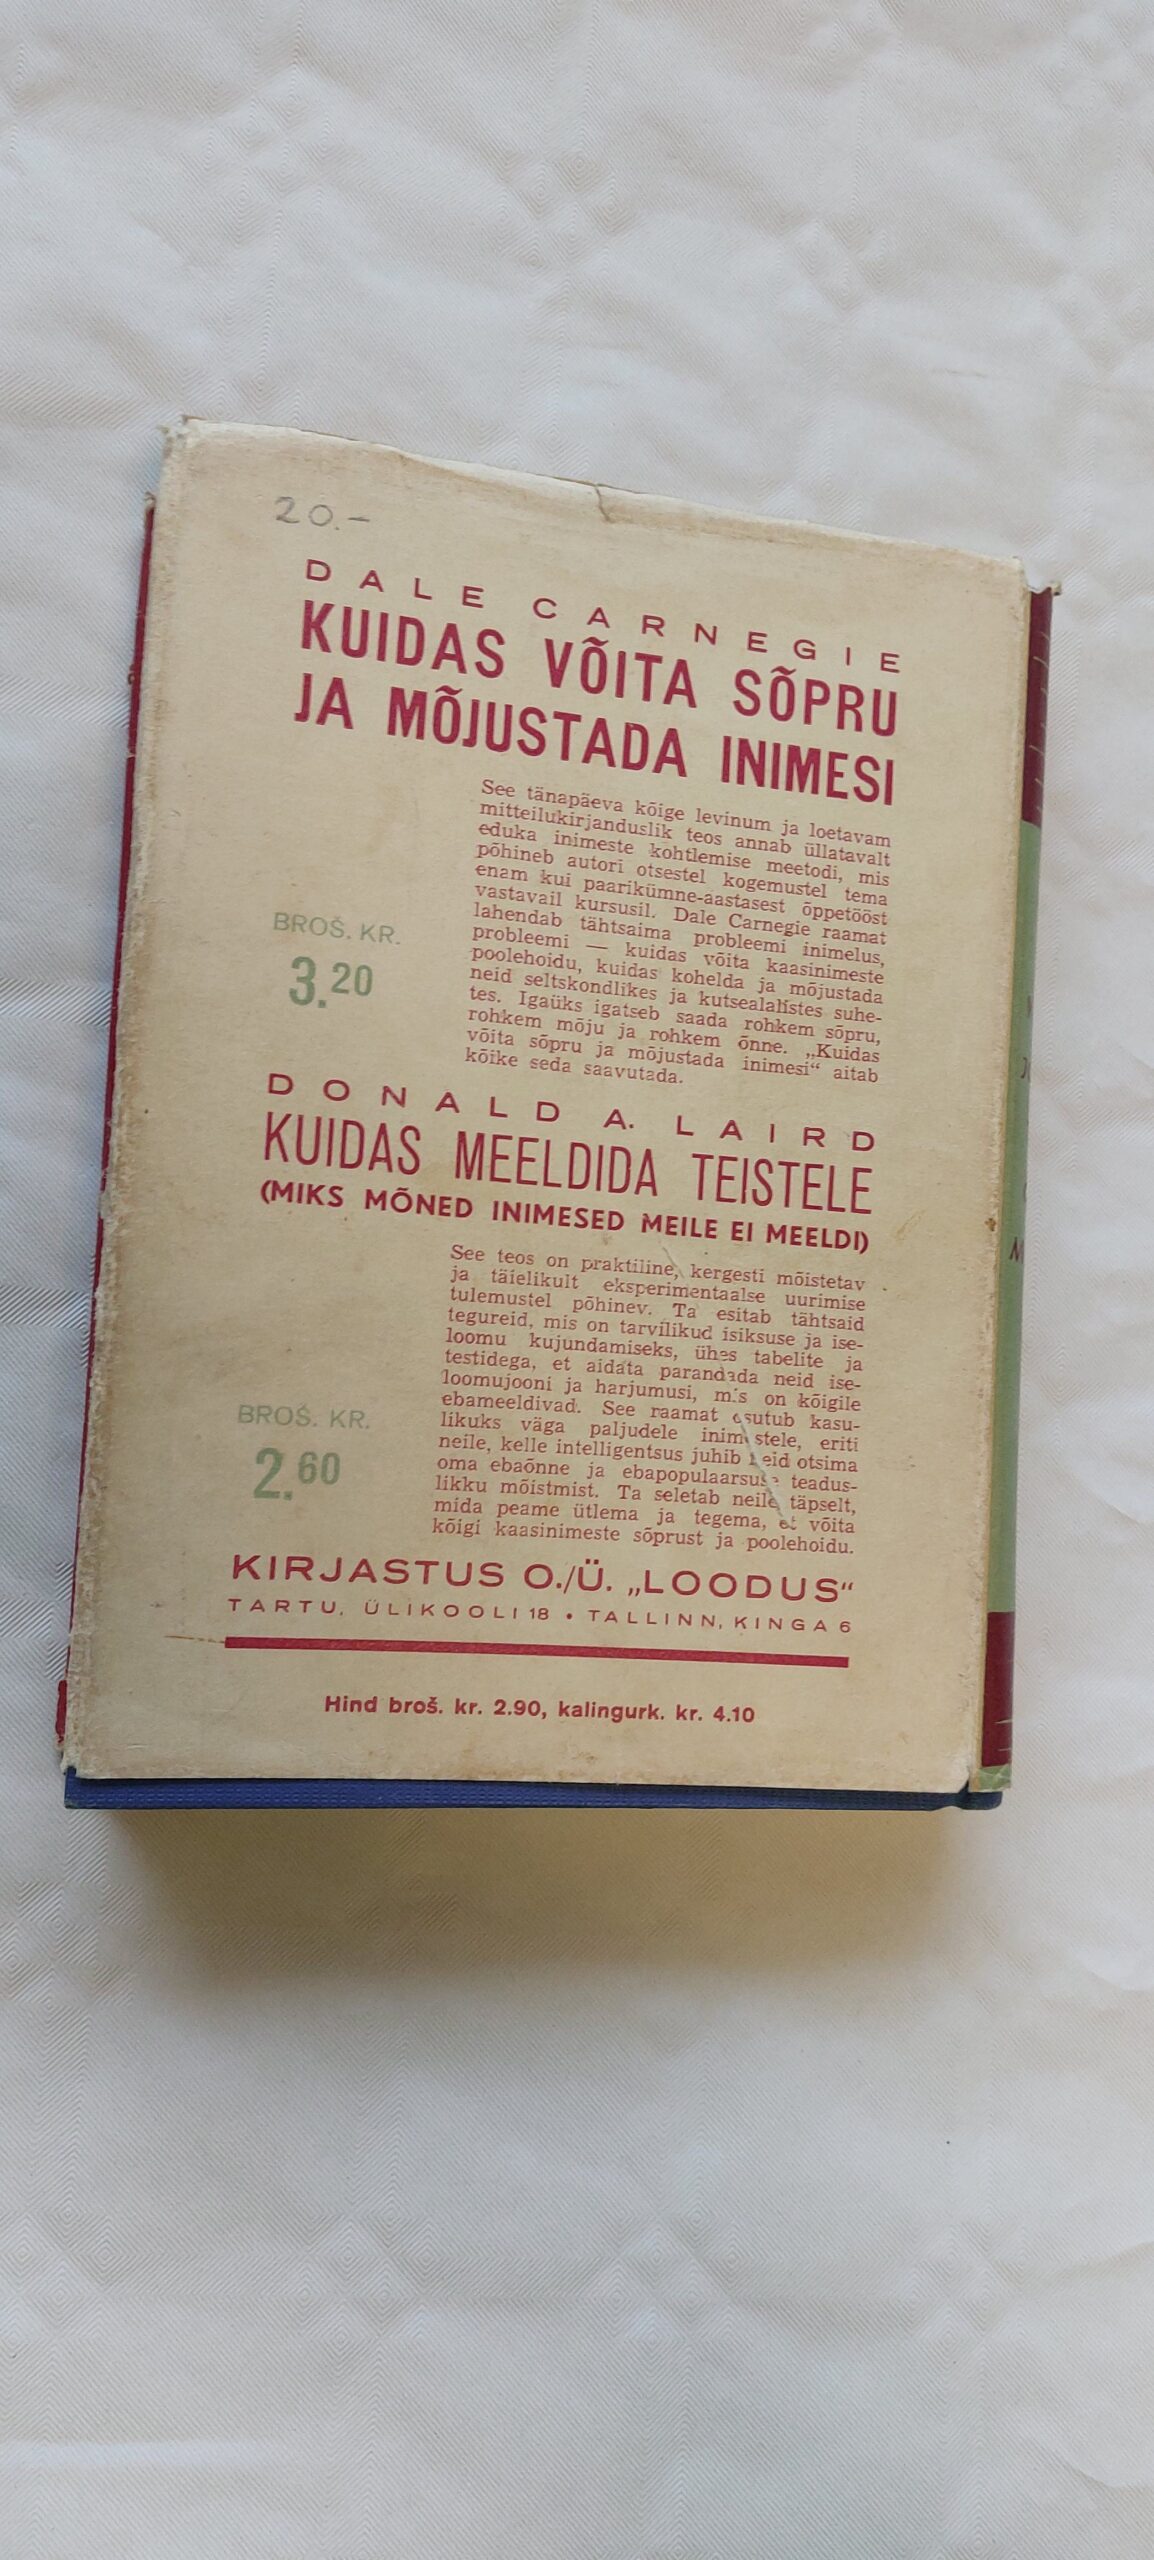 20.–
DALE CARNEGIE
KUIDAS VÕITA SÕPRU
JA MÕJUSTADA INIMESI
See tänapäeva kõige levinum ja loetavam
mitteilukirjanduslik teos annab üllatavalt
eduka inimeste kohtlemise meetodi, mis
põhineb autori otsestel kogemustel tema
enam kui paarikümne-aastasest õppetööst
vastavail kursusil. Dale Carnegie raamat
lahendab tähtsaima probleemi inimelus,
probleemi — kuidas võita kaasinimeste
poolehoidu, kuidas kohelda ja mõjustada
neid seltskondlikes ja kutsealalistes suhe-
tes. Igaüks igatseb saada rohkem sõpru,
rohkem mõju ja rohkem õnne. „Kuidas
võita sõpru ja mõjustada inimesi“ aitab
kõike seda saavutada.
BROŠ. KR.
3.20
DONALD A. LAIRD
KUIDAS MEELDIDA TEISTELE
(MIKS MÕNED INIMESED MEILE EI MEELDI)
See teos on praktiline, kergesti mõistetav
ja täielikult eksperimentaalse uurimise
tulemustel põhinev. Ta esitab tähtsaid
tegureid, mis on tarvilikud isiksuse ja ise-
loomu kujundamiseks, ühes tabelite ja
testidega, et aidata parandada neid ise-
loomujooni ja harjumusi, mis on kõigile
ebameeldivad. See raamat osutub kasu-
likuks väga paljudele inimestele, eriti
neile, kelle intelligentsus juhib neid otsima
oma ebaõnne ja ebapopulaarsuse teadus-
likku mõistmist. Ta seletab neile täpselt,
mida peame ütlema ja tegema, et võita
kõigi kaasinimeste sõprust ja poolehoidu.
BROŠ. KR.
2.60
KIRJASTUS O./Ü. „LOODUS“
TARTU, ÜLIKOOLI 18 • TALLINN, KINGA 6
Hind broš. kr. 2.90, kalingurk. kr. 4.10